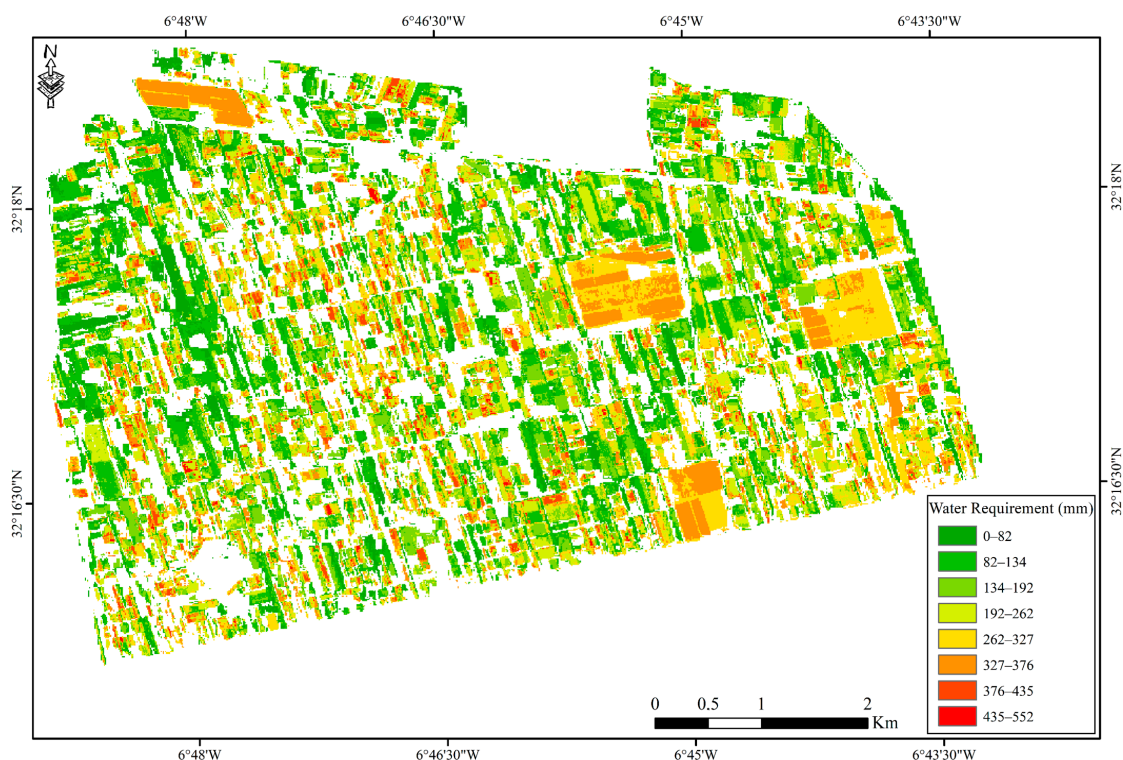 6°48'W 6°46'30"W 6°45'W 6°43'30"W
N
32°18'N
32°18'N
32°16'30"N
32°16'30"N
Water Requirement (mm)
0–82
82–134
134–192
192–262
262–327
327–376
376–435
435–552
0 0.5 1 2
Km
6°48'W 6°46'30"W 6°45'W 6°43'30"W